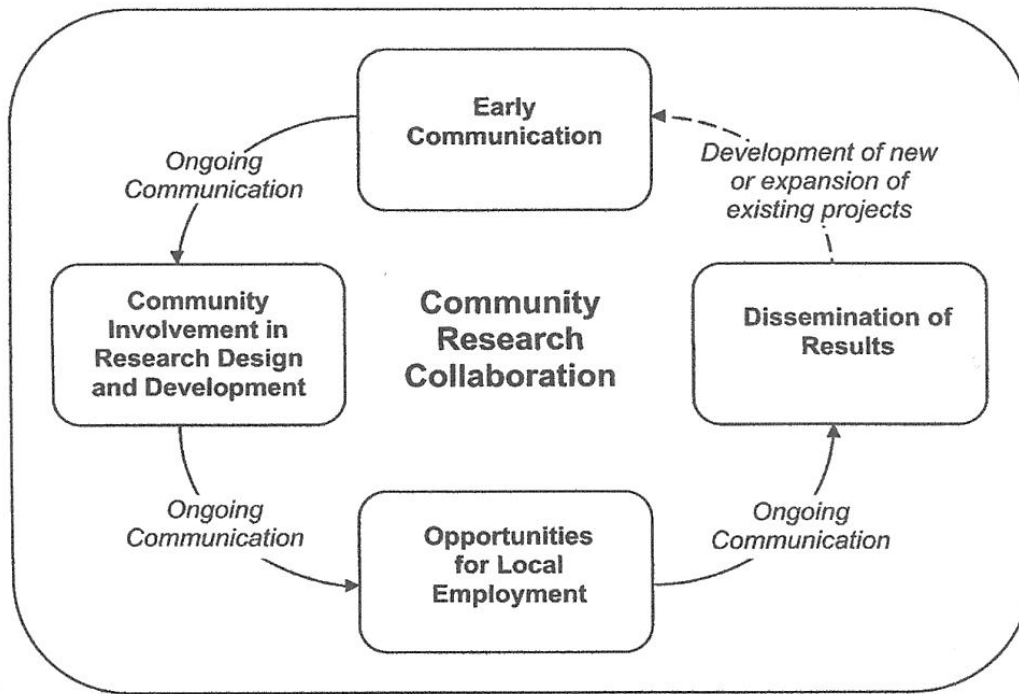 Early
Communication
Ongoing
Communication
Development of new
or expansion of
existing projects
Community
Involvement in
Research Design
and Development
Community
Research
Collaboration
Dissemination of
Results
Ongoing
Communication
Opportunities
for Local
Employment
Ongoing
Communication